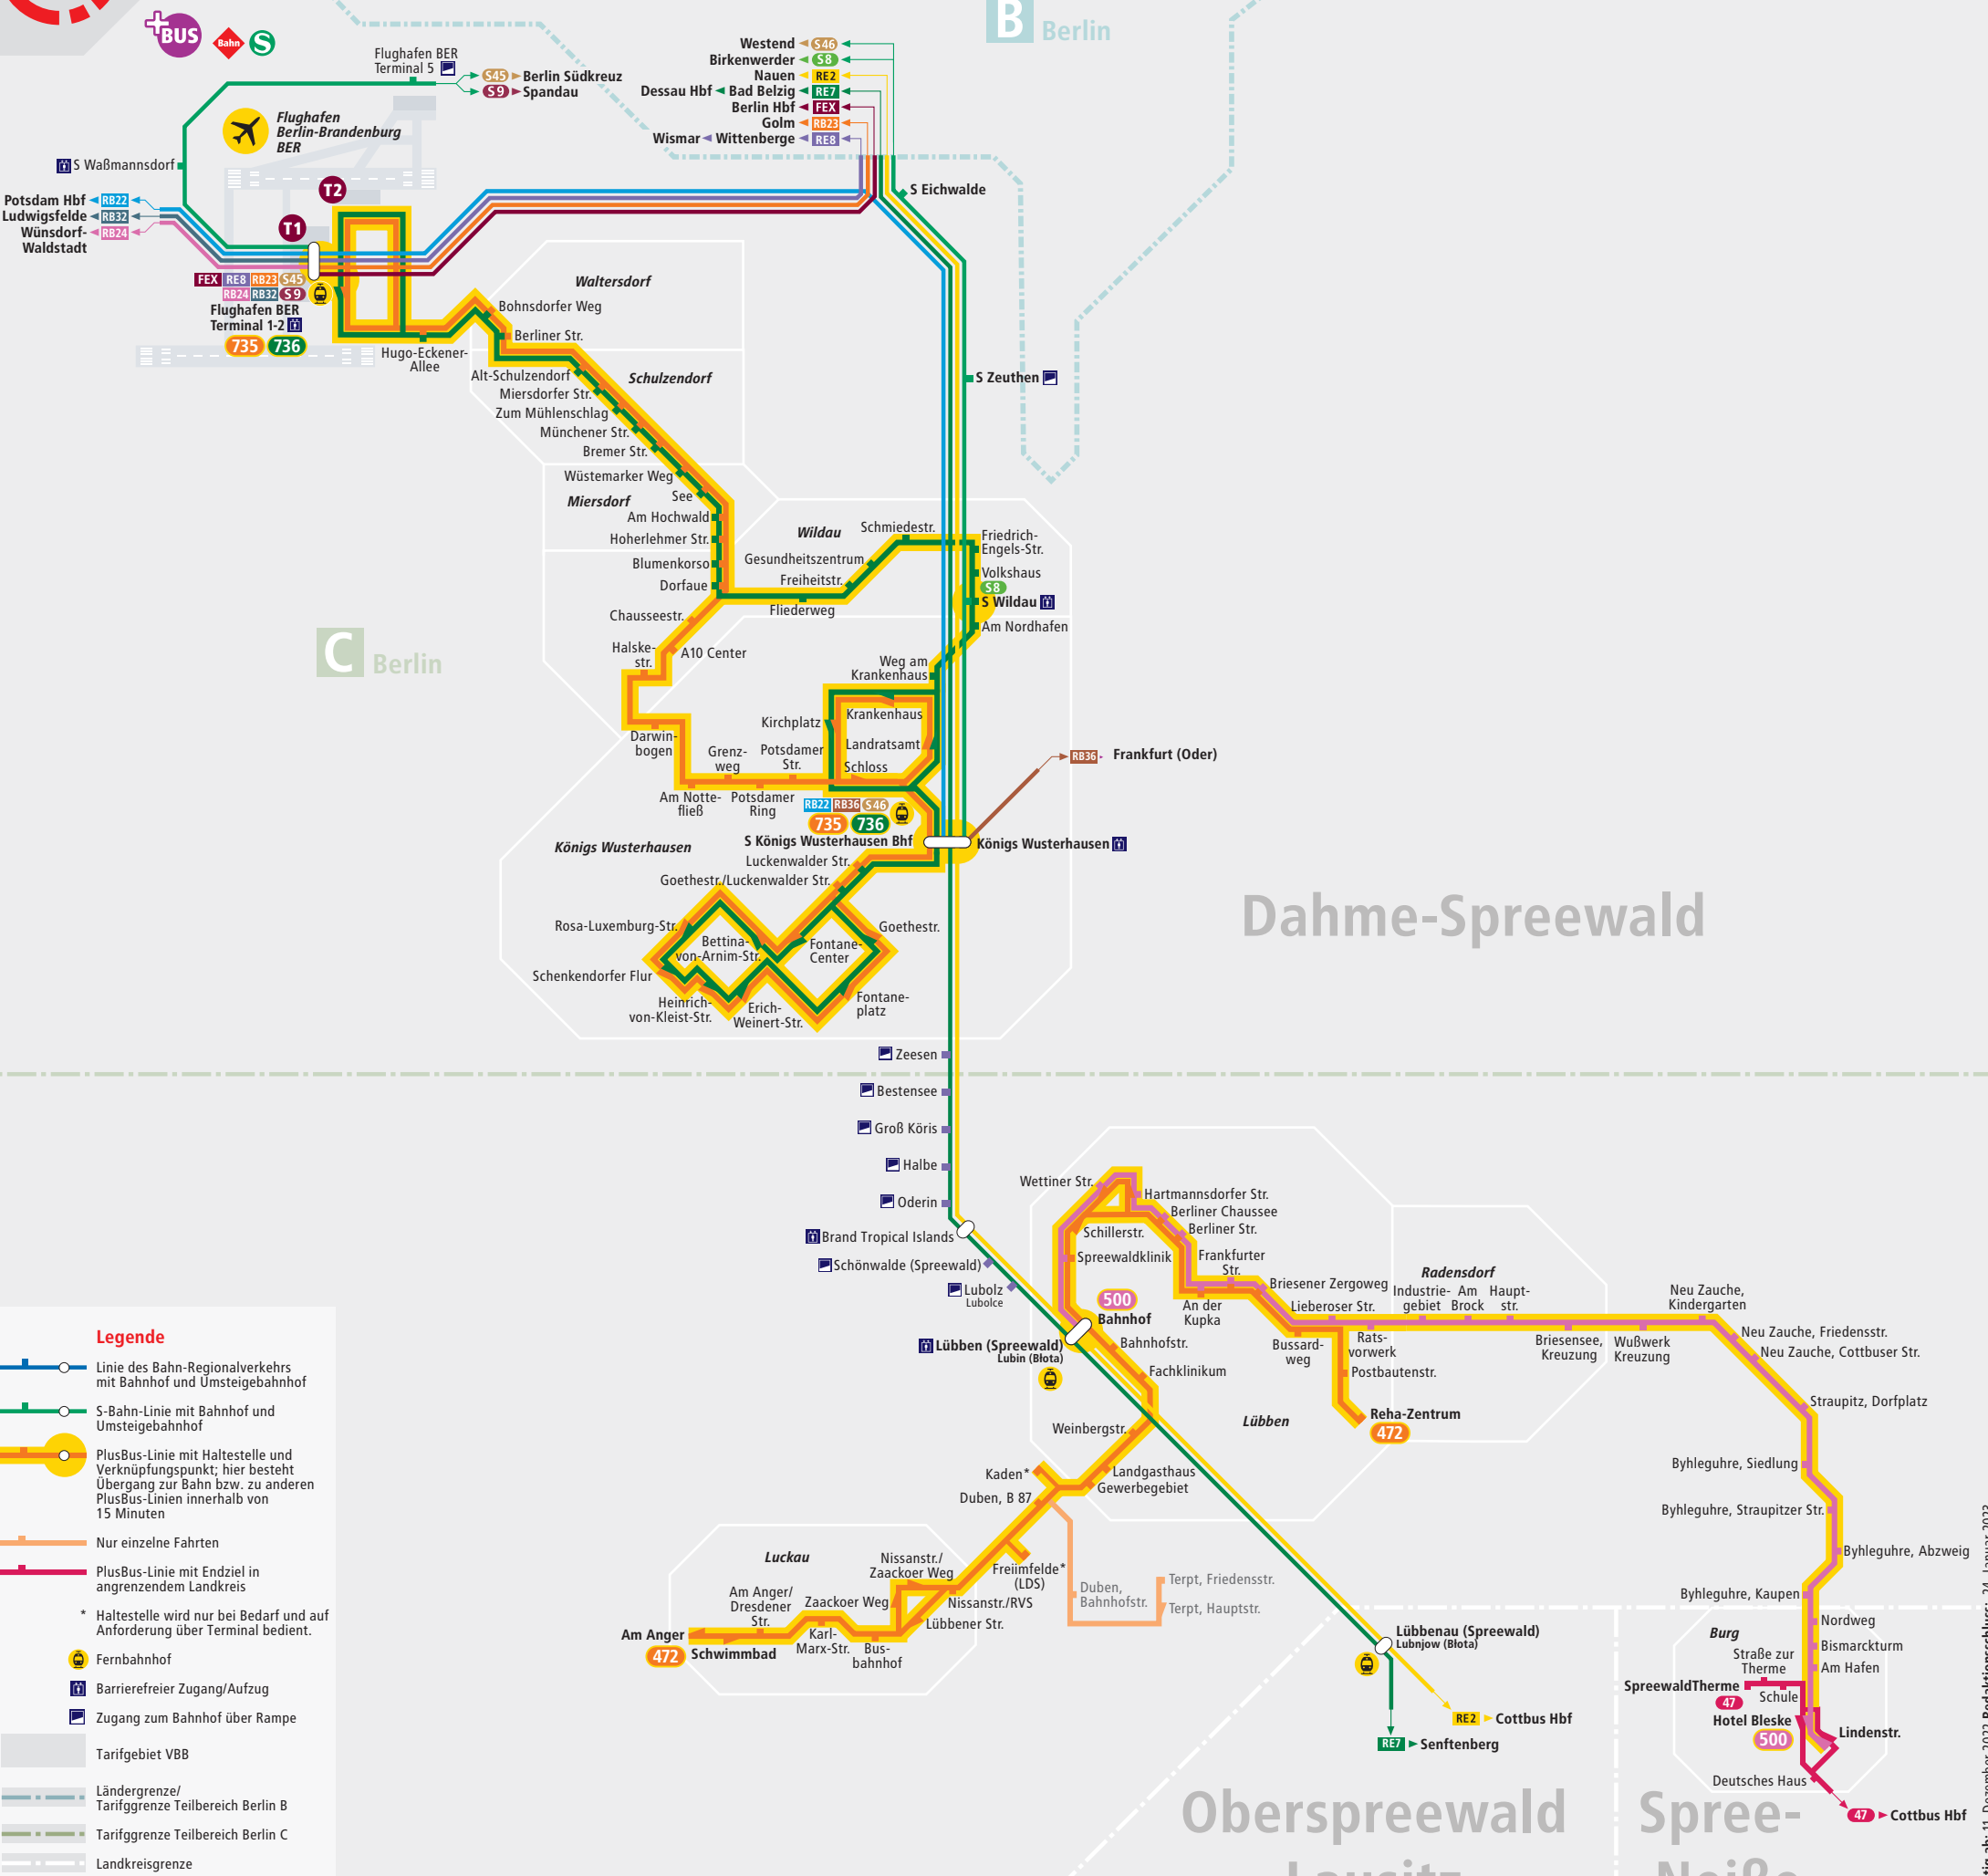 +BUS
Bahn
S
B Berlin
Flughafen BER
Terminal 5
S45 Berlin Südkreuz
S9 Spandau
Westend S46
Birkenwerder S8
Nauen RE2
Dessau Hbf Bad Belzig RE7
Berlin Hbf FEX
Golm RB23
Wismar Wittenberge RE8
Flughafen
Berlin-Brandenburg
BER
S Waßmannsdorf
T2
T1
Potsdam Hbf RB22
Ludwigsfelde RB32
Wünsdorf- RB24
Waldstadt
S Eichwalde
FEX RE8 RB23 S45
RB24 RB32 S9
Flughafen BER
Terminal 1-2
735 736
Hugo-Eckener-
Allee
Waltersdorf
Bohnsdorfer Weg
Berliner Str.
Alt-Schulzendorf
Schulzendorf
Miersdorfer Str.
Zum Mühlenschlag
Münchener Str.
Bremer Str.
Wüstemarker Weg
See
Miersdorf
Am Hochwald
Hoherlehmer Str.
Blumenkorso
Dorfaue
S Zeuthen
Wildau
Schmiedestr.
Gesundheitszentrum
Freiheitstr.
Fliederweg
Friedrich-
Engels-Str.
Volkshaus
S8
S Wildau
Am Nordhafen
Chausseestr.
Halske-
str.
A10 Center
C Berlin
Weg am
Krankenhaus
Krankenhaus
Kirchplatz
Landratsamt
Schloss
Darwin-
bogen
Grenz-
weg
Potsdamer
Str.
Am Notte-
fließ
Potsdamer
Ring
RB22 RB36 S46
735 736
S Königs Wusterhausen Bhf
Königs Wusterhausen
RB36 Frankfurt (Oder)
Königs Wusterhausen
Luckenwalder Str.
Goethestr./Luckenwalder Str.
Rosa-Luxemburg-Str.
Bettina-
von-Arnim-Str.
Fontane-
Center
Goethestr.
Schenkendorfer Flur
Heinrich-
von-Kleist-Str.
Erich-
Weinert-Str.
Fontane-
platz
Dahme-Spreewald
Zeesen
Bestensee
Groß Köris
Halbe
Oderin
Brand Tropical Islands
Schönwalde (Spreewald)
Lubolz
Lubolce
Lübben (Spreewald)
Lubin (Błota)
500
Bahnhof
Wettiner Str.
Hartmannsdorfer Str.
Berliner Chaussee
Berliner Str.
Schillerstr.
Spreewaldklinik
Frankfurter
Str.
An der
Kupka
Briesener Zergoweg
Lieberoser Str.
Bussard-
weg
Rats-
vorwerk
Postbautenstr.
Reha-Zentrum
472
Lübben
Radensdorf
Industrie-
gebiet
Am
Brock
Haupt-
str.
Briesensee,
Kreuzung
Wußwerk
Kreuzung
Neu Zauche,
Kindergarten
Neu Zauche, Friedensstr.
Neu Zauche, Cottbuser Str.
Straupitz, Dorfplatz
Byhleguhre, Siedlung
Byhleguhre, Straupitzer Str.
Byhleguhre, Abzweig
Byhleguhre, Kaupen
Nordweg
Bismarckturm
Am Hafen
Burg
Straße zur
Therme
SpreewaldTherme
47
Schule
Hotel Bleske
500
Lindenstr.
Deutsches Haus
47 Cottbus Hbf
Bahnhofstr.
Fachklinikum
Weinbergstr.
Landgasthaus
Gewerbegebiet
Kaden*
Duben, B 87
Freiimfelde*
(LDS)
Duben,
Bahnhofstr.
Terpt, Friedensstr.
Terpt, Hauptstr.
Luckau
Nissanstr./
Zaackoer Weg
Nissanstr./RVS
Zaackoer Weg
Lübbener Str.
Am Anger/
Dresdener
Str.
Karl-
Marx-Str.
Bus-
bahnhof
Am Anger
472 Schwimmbad
Lübbenau (Spreewald)
Lubnjow (Błota)
RE2 Cottbus Hbf
RE7 Senftenberg
Oberspreewald
Lausitz
Spree-
Neiße
Legende
Linie des Bahn-Regionalverkehrs
mit Bahnhof und Umsteigebahnhof
S-Bahn-Linie mit Bahnhof und
Umsteigebahnhof
PlusBus-Linie mit Haltestelle und
Verknüpfungspunkt; hier besteht
Übergang zur Bahn bzw. zu anderen
PlusBus-Linien innerhalb von
15 Minuten
Nur einzelne Fahrten
PlusBus-Linie mit Endziel in
angrenzendem Landkreis
* Haltestelle wird nur bei Bedarf und auf
Anforderung über Terminal bedient.
Fernbahnhof
Barrierefreier Zugang/Aufzug
Zugang zum Bahnhof über Rampe
Tarifgebiet VBB
Ländergrenze/
Tarifggrenze Teilbereich Berlin B
Tarifggrenze Teilbereich Berlin C
Landkreisgrenze
11. Dezember 2022 Redaktionsschluss: 24. Januar 2023